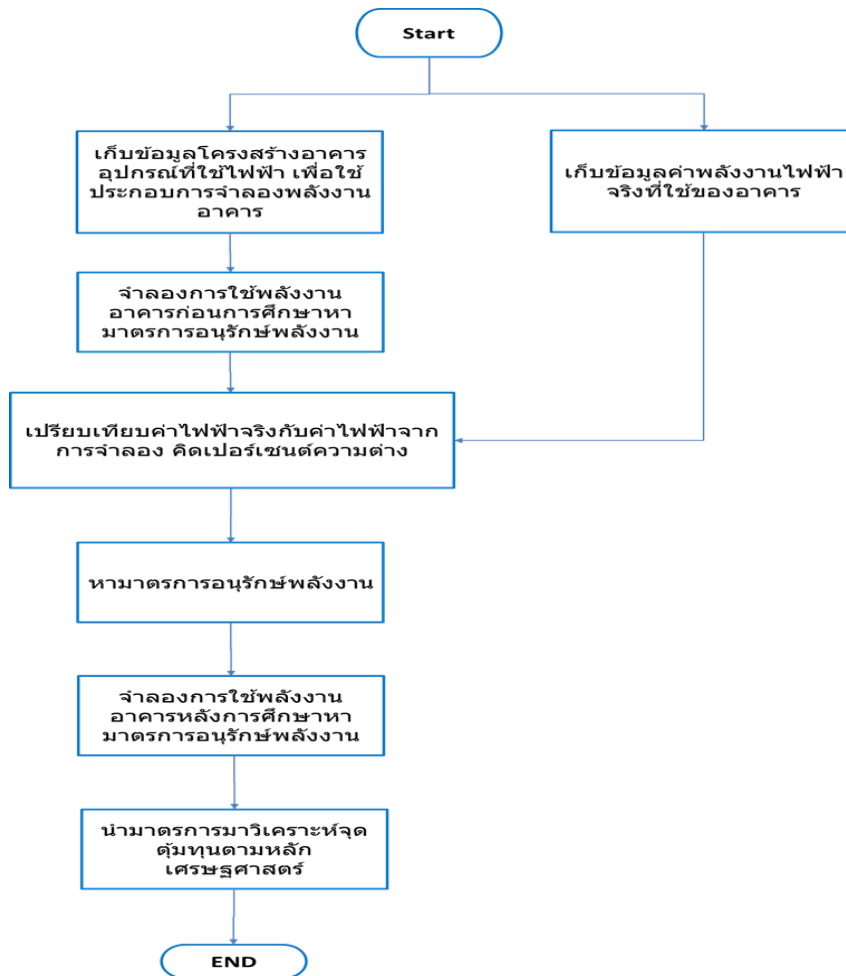 Start
เก็บข้อมูลโครงสร้างอาคาร
อุปกรณ์ที่ใช้ไฟฟ้า เพื่อใช้
ประกอบการจำลองพลังงาน
อาคาร
เก็บข้อมูลค่าพลังงานไฟฟ้า
จริงที่ใช้ของอาคาร
จำลองการใช้พลังงาน
อาคารก่อนการศึกษาหา
มาตรการอนุรักษ์พลังงาน
เปรียบเทียบค่าไฟฟ้าจริงกับค่าไฟฟ้าจาก
การจำลอง คิดเปอร์เซนต์ความต่าง
หามาตรการอนุรักษ์พลังงาน
จำลองการใช้พลังงาน
อาคารหลังการศึกษาหา
มาตรการอนุรักษ์พลังงาน
นำมาตรการมาวิเคราะห์จุด
คุ้มทุนตามหลัก
เศรษฐศาสตร์
END